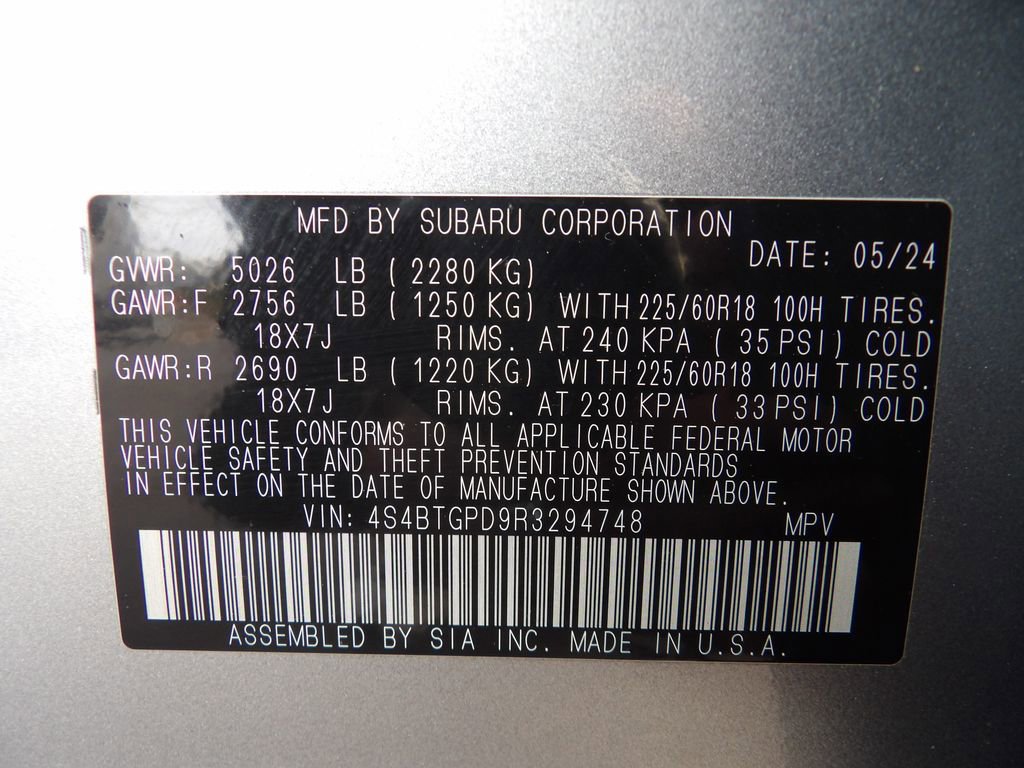 MFD BY SUBARU CORPORATION
DATE: 05/24
GVWR: 5026 LB ( 2280 KG)
GAWR:F 2756 LB ( 1250 KG) WITH 225/60R18 100H TIRES.
18X7J RIMS. AT 240 KPA ( 35 PSI) COLD
GAWR:R 2690 LB ( 1220 KG) WITH 225/60R18 100H TIRES.
18X7J RIMS. AT 230 KPA ( 33 PSI) COLD
THIS VEHICLE CONFORMS TO ALL APPLICABLE FEDERAL MOTOR
VEHICLE SAFETY AND THEFT PREVENTION STANDARDS
IN EFFECT ON THE DATE OF MANUFACTURE SHOWN ABOVE.
VIN: 4S4BTGPD9R3294748 MPV
ASSEMBLED BY SIA INC. MADE IN U.S.A.